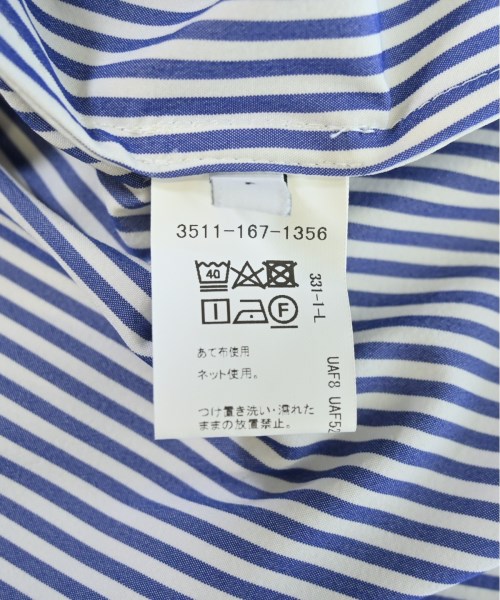 3511-167-1356
40
F
331-1-L
UAF8 UAF52
あて布使用
ネット使用。
つけ置き洗い・濡れた
ままの放置禁止。